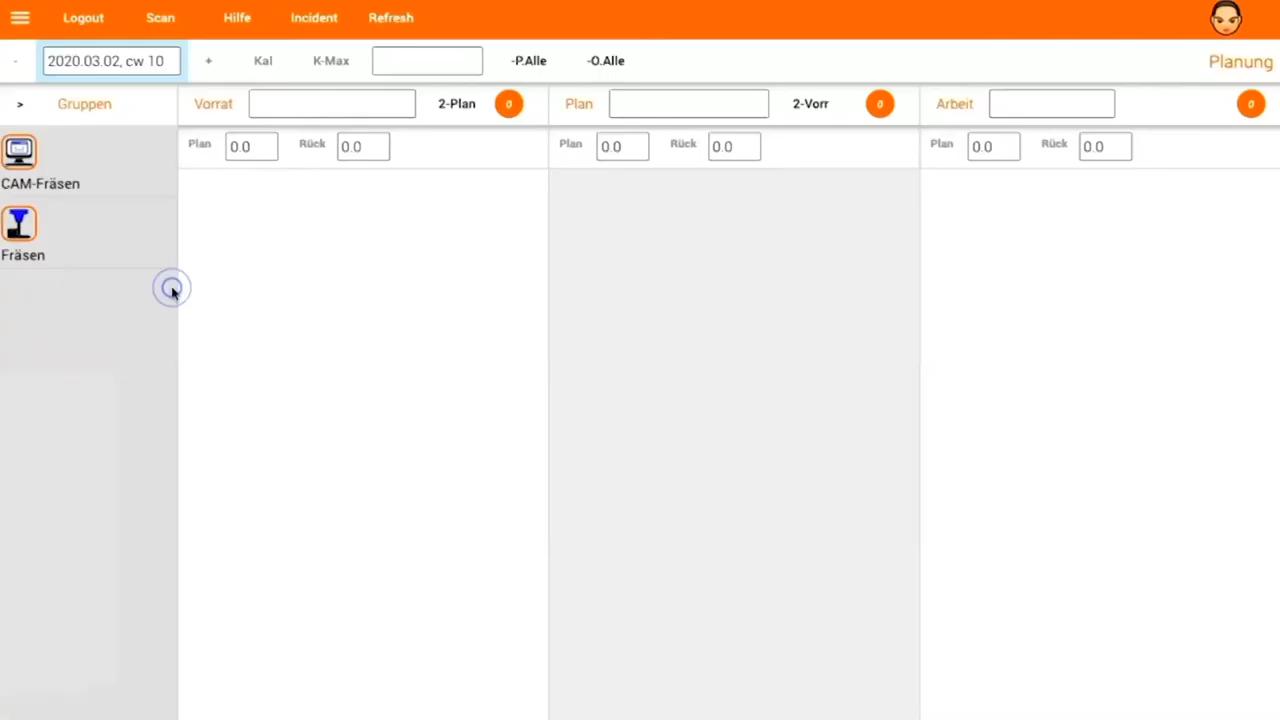 Logout Scan Hilfe Incident Refresh
- 2020.03.02, cw 10 + Kal K-Max -P.Alle -O.Alle Planung
> Gruppen Vorrat 2-Plan 0 Plan 2-Vorr 0 Arbeit 0
Plan 0.0 Rück 0.0 Plan 0.0 Rück 0.0 Plan 0.0 Rück 0.0
CAM-Fräsen
Fräsen